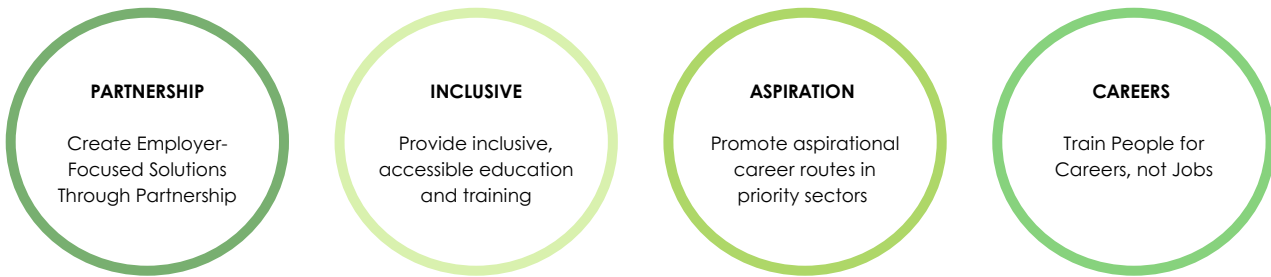 PARTNERSHIP
Create Employer-
Focused Solutions
Through Partnership
INCLUSIVE
Provide inclusive,
accessible education
and training
ASPIRATION
Promote aspirational
career routes in
priority sectors
CAREERS
Train People for
Careers, not Jobs